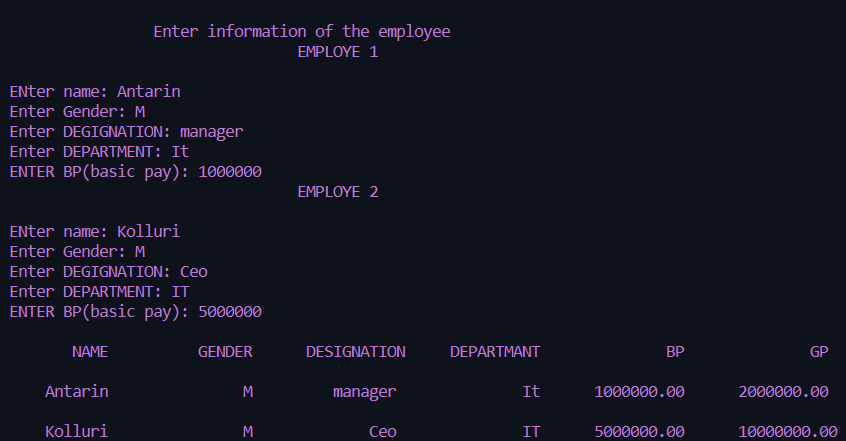 Enter information of the employee
EMPLOYE 1
ENter name: Antarin
Enter Gender: M
Enter DEGIGNATION: manager
Enter DEPARTMENT: It
ENTER BP(basic pay): 1000000
EMPLOYE 2
ENter name: Kolluri
Enter Gender: M
Enter DEGIGNATION: Ceo
Enter DEPARTMENT: IT
ENTER BP(basic pay): 5000000
NAME GENDER DESIGNATION DEPARTMANT BP GP
Antarin M manager It 1000000.00 2000000.00
Kolluri M Ceo IT 5000000.00 10000000.00